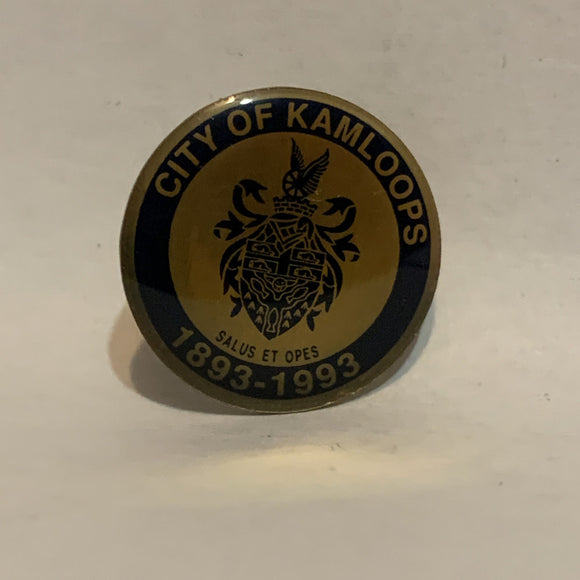 CITY OF KAMLOOPS
SALUS ET OPES
1893-1993